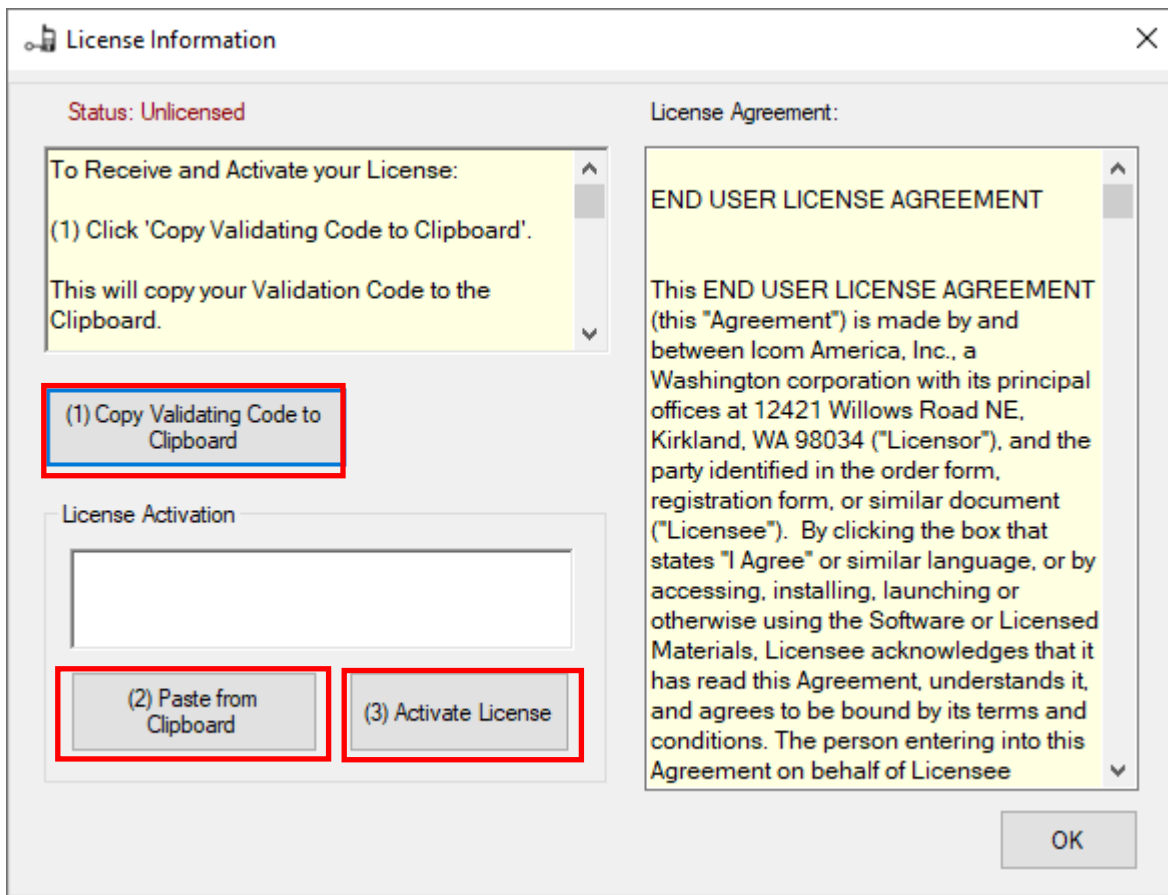 License Information
Status: Unlicensed
To Receive and Activate your License:
(1) Click 'Copy Validating Code to Clipboard'.
This will copy your Validation Code to the
Clipboard.
(1) Copy Validating Code to
Clipboard
License Activation
(2) Paste from
Clipboard
(3) Activate License
License Agreement:
END USER LICENSE AGREEMENT
This END USER LICENSE AGREEMENT
(this "Agreement") is made by and
between Icom America, Inc., a
Washington corporation with its principal
offices at 12421 Willows Road NE,
Kirkland, WA 98034 ("Licensor"), and the
party identified in the order form,
registration form, or similar document
("Licensee").  By clicking the box that
states "I Agree" or similar language, or by
accessing, installing, launching or
otherwise using the Software or Licensed
Materials, Licensee acknowledges that it
has read this Agreement, understands it,
and agrees to be bound by its terms and
conditions. The person entering into this
Agreement on behalf of Licensee
OK